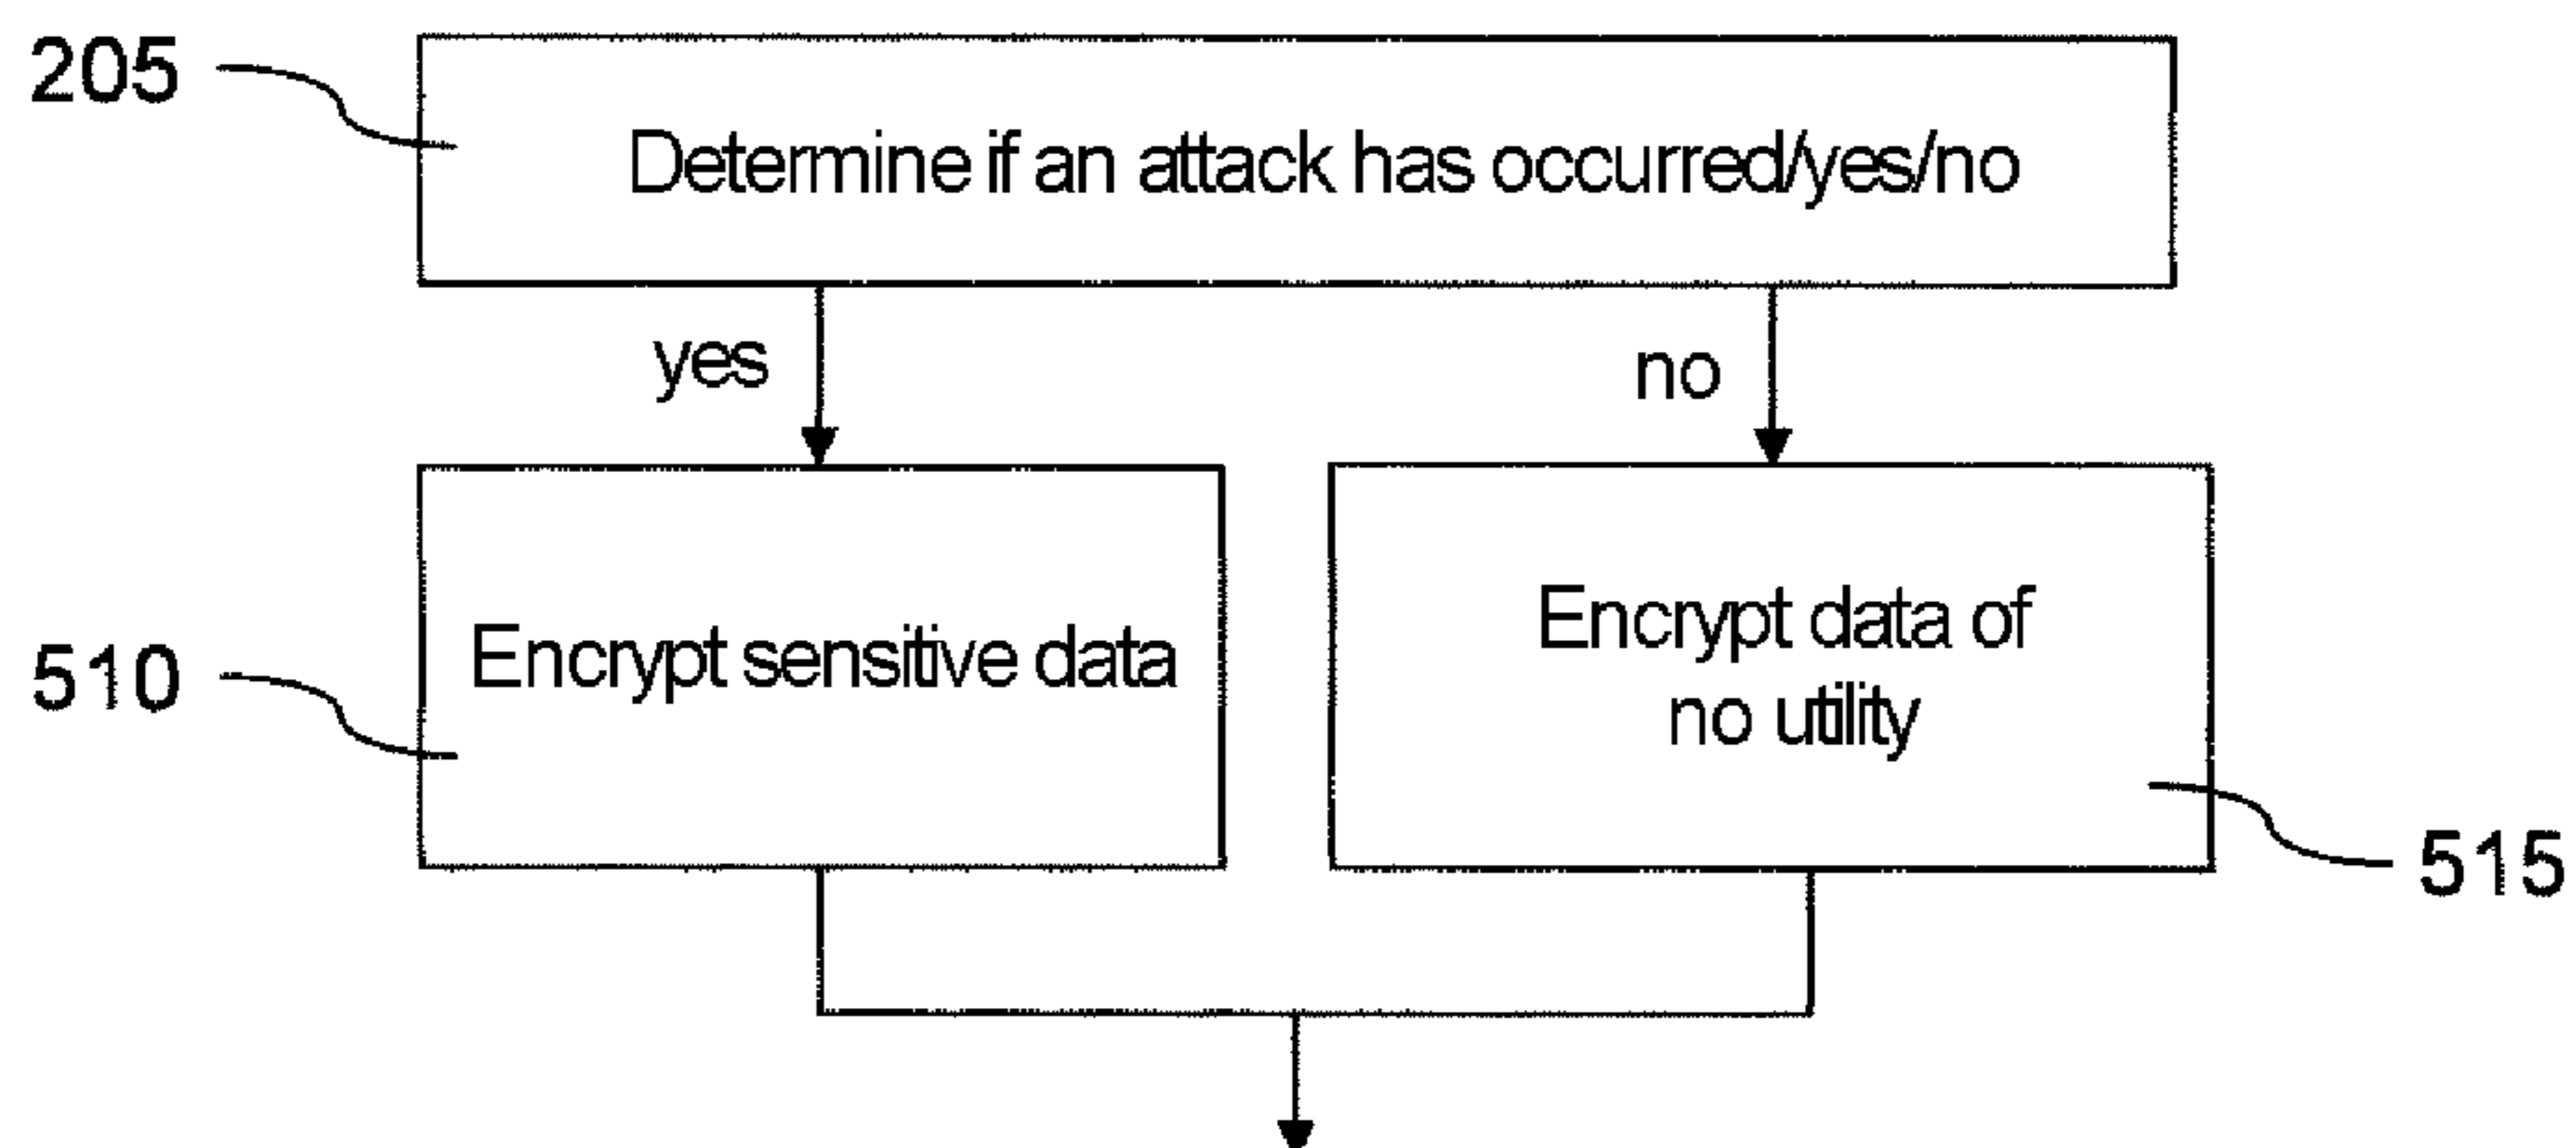 205
Determine if an attack has occurred/yes/no
yes
no
510
Encrypt sensitive data
Encrypt data of
no utility
515